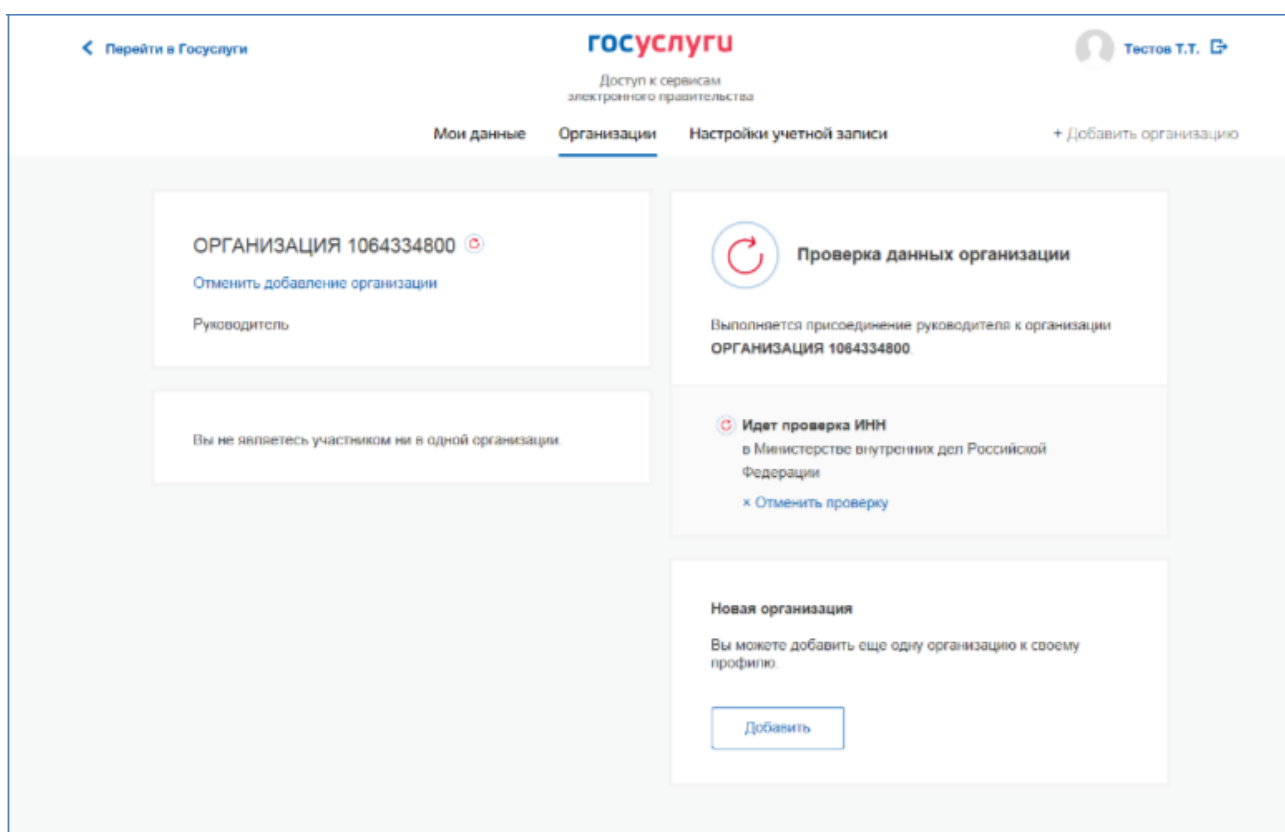 Перейти в Госуслуги
госуслуги
Тестов Т.Т.
Доступ к сервисам
электронного правительства
Мои данные
Организации
Настройки учетной записи
+ Добавить организацию
ОРГАНИЗАЦИЯ 1064334800
Отменить добавление организации
Руководитель
Вы не являетесь участником ни в одной организации.
Проверка данных организации
Выполняется присоединение руководителя к организации
ОРГАНИЗАЦИЯ 1064334800.
Идет проверка ИНН
в Министерстве внутренних дел Российской
Федерации
× Отменить проверку
Новая организация
Вы можете добавить еще одну организацию к своему
профилю.
Добавить